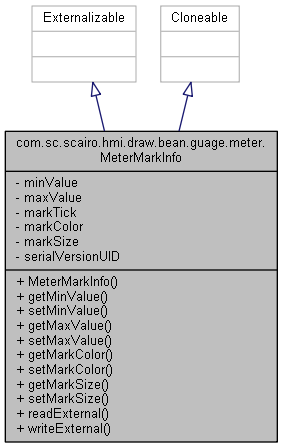 Externalizable
Cloneable
com.sc.scairo.hmi.draw.bean.guage.meter.
MeterMarkInfo
- minValue
- maxValue
- markTick
- markColor
- markSize
- serialVersionUID
+ MeterMarkInfo()
+ getMinValue()
+ setMinValue()
+ getMaxValue()
+ setMaxValue()
+ getMarkColor()
+ setMarkColor()
+ getMarkSize()
+ setMarkSize()
+ readExternal()
+ writeExternal()